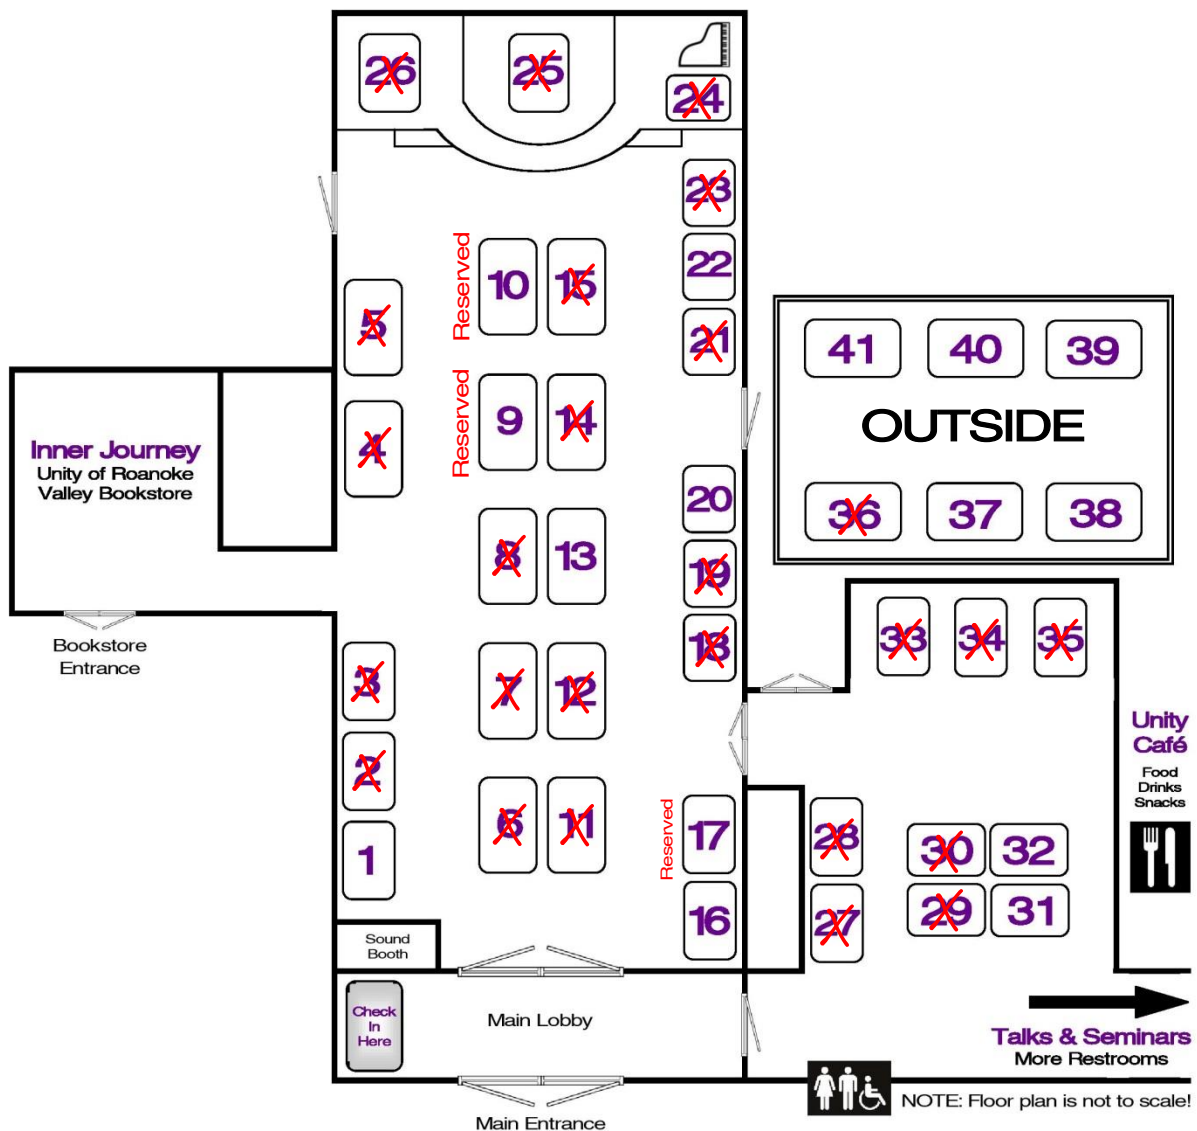 26
25
24
23
22
21
Reserved
10
15
5
Reserved
9
14
4
41
40
39
OUTSIDE
36
37
38
Inner Journey
Unity of Roanoke
Valley Bookstore
Bookstore
Entrance
20
8
13
19
18
33
34
35
3
7
12
2
Unity
Café
Food
Drinks
Snacks
6
11
Reserved
17
28
30
32
1
16
27
29
31
Sound
Booth
Check
In
Here
Main Lobby
Talks & Seminars
More Restrooms
Main Entrance
NOTE: Floor plan is not to scale!